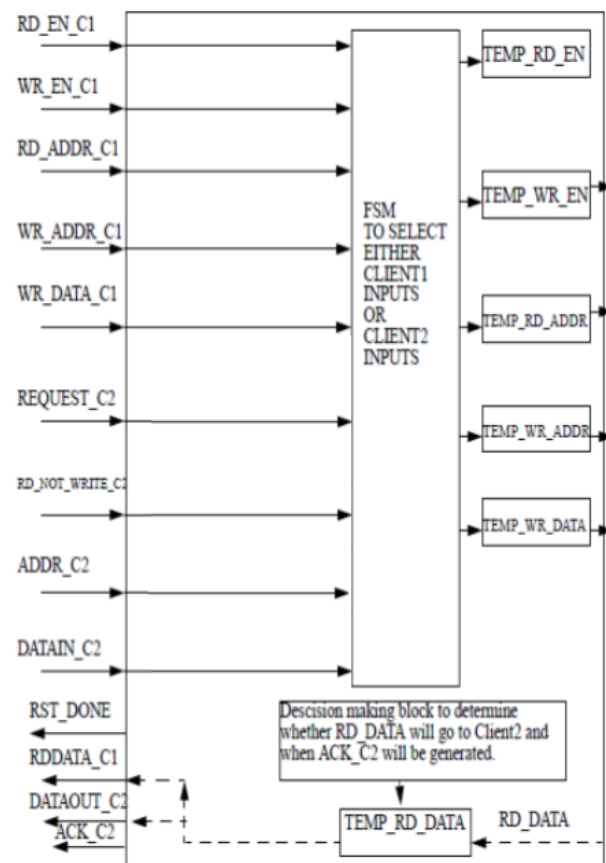 RD_EN_C1
WR_EN_C1
RD_ADDR_C1
WR_ADDR_C1
WR_DATA_C1
REQUEST_C2
RD_NOT_WRITE_C2
ADDR_C2
DATAIN_C2
RST_DONE
RDDATA_C1
DATAOUT_C2
ACK_C2
FSM
TO SELECT
EITHER
CLIENT1
INPUTS
OR
CLIENT2
INPUTS
TEMP_RD_EN
TEMP_WR_EN
TEMP_RD_ADDR
TEMP_WR_ADDR
TEMP_WR_DATA
Descision making block to determine
whether RD_DATA will go to Client2 and
when ACK_C2 will be generated.
TEMP_RD_DATA
RD_DATA